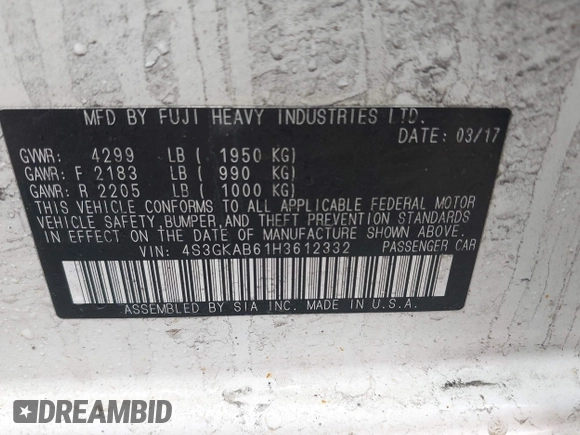 MFD BY FUJI HEAVY INDUSTRIES LTD.
DATE: 03/17
GVWR: 4299 LB ( 1950 KG)
GAWR: F 2183 LB ( 990 KG)
GAWR: R 2205 LB ( 1000 KG)
THIS VEHICLE CONFORMS TO ALL APPLICABLE FEDERAL MOTOR
VEHICLE SAFETY, BUMPER, AND THEFT PREVENTION STANDARDS
IN EFFECT ON THE DATE OF MANUFACTURE SHOWN ABOVE.
VIN: 4S3GKAB61H3612332 PASSENGER CAR
ASSEMBLED BY SIA INC. MADE IN U.S.A.
DREAMBID